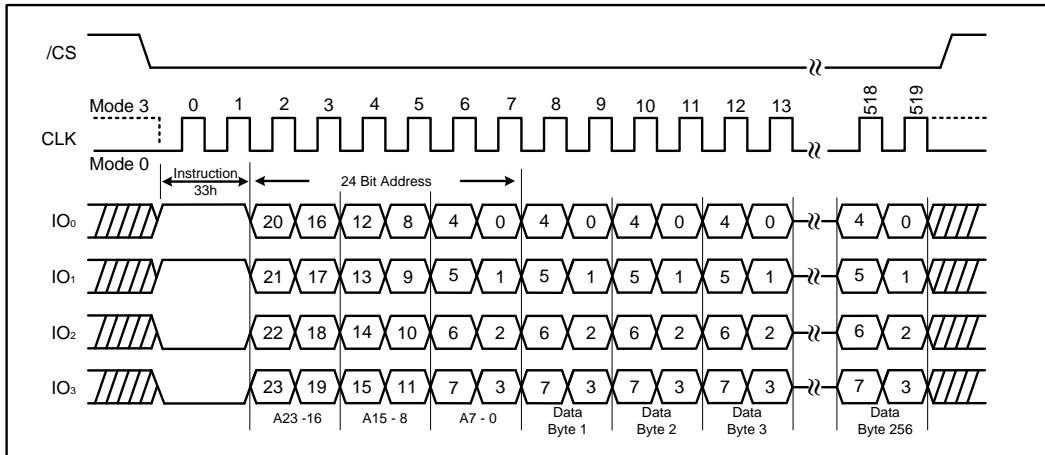 /CS
Mode 3
0 1 2 3 4 5 6 7 8 9 10 11 12 13 518 519
CLK
Mode 0
Instruction
33h
24 Bit Address
IO₀ 20 16 12 8 4 0 4 0 4 0 4 0 4 0
IO₁ 21 17 13 9 5 1 5 1 5 1 5 1 5 1
IO₂ 22 18 14 10 6 2 6 2 6 2 6 2 6 2
IO₃ 23 19 15 11 7 3 7 3 7 3 7 3 7 3
A23 -16 A15 - 8 A7 - 0 Data Data Data Data
Byte 1 Byte 2 Byte 3 Byte 256